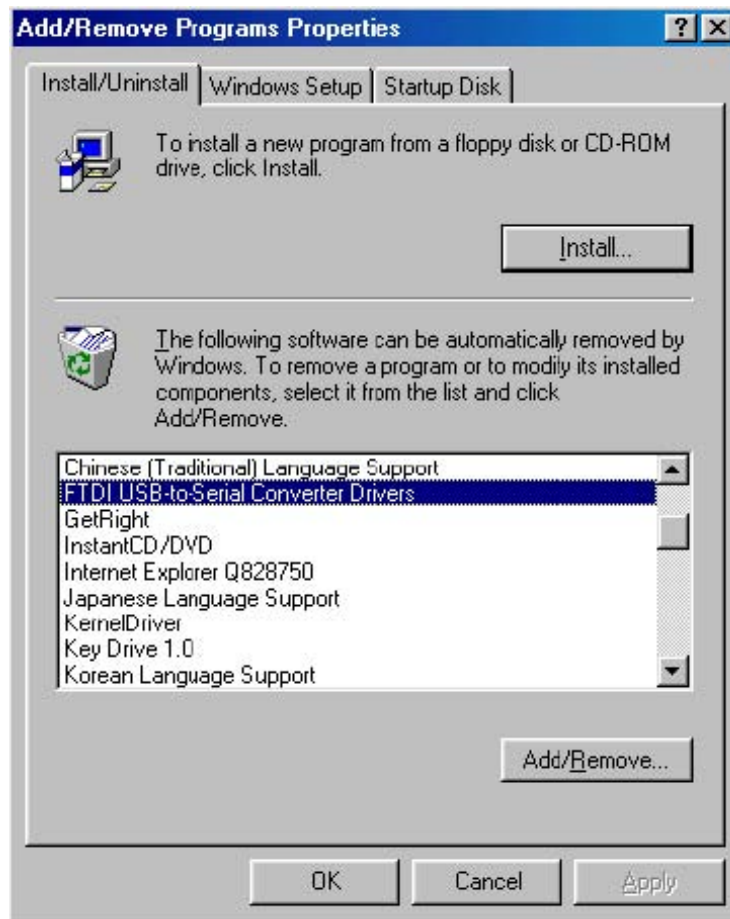 Add/Remove Programs Properties
Install/Uninstall
Windows Setup
Startup Disk
To install a new program from a floppy disk or CD-ROM
drive, click Install.
Install...
The following software can be automatically removed by
Windows. To remove a program or to modify its installed
components, select it from the list and click
Add/Remove.
Chinese (Traditional) Language Support
FTDI USB-to-Serial Converter Drivers
GetRight
InstantCD/DVD
Internet Explorer Q828750
Japanese Language Support
KernelDriver
Key Drive 1.0
Korean Language Support
Add/Remove...
OK
Cancel
Apply